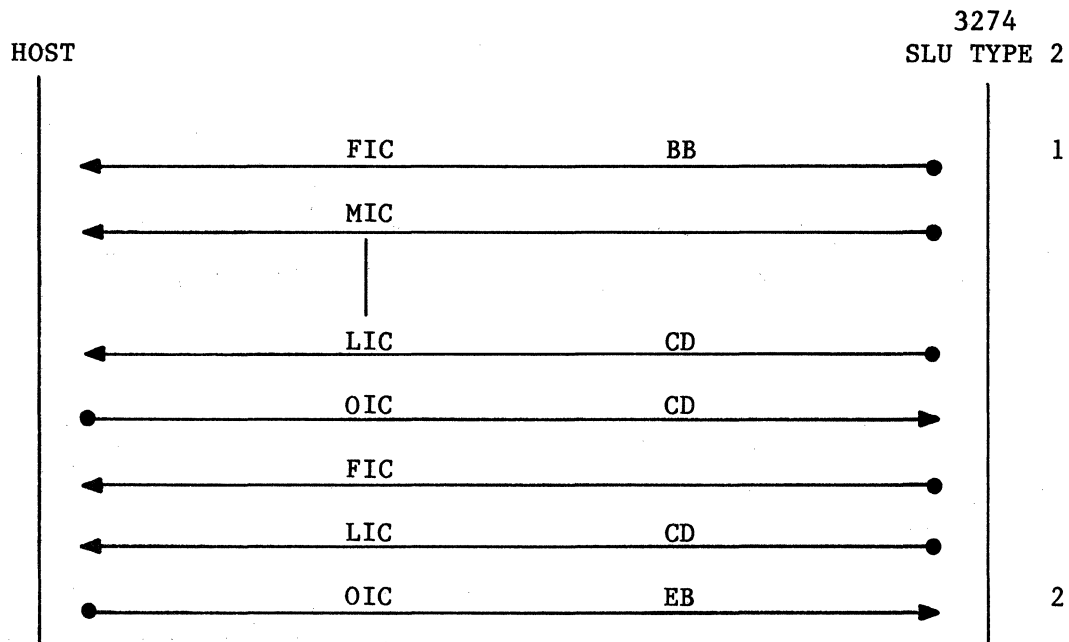 3274
HOST SLU TYPE 2
FIC BB 1
MIC
LIC CD
OIC CD
FIC
LIC CD
OIC EB 2